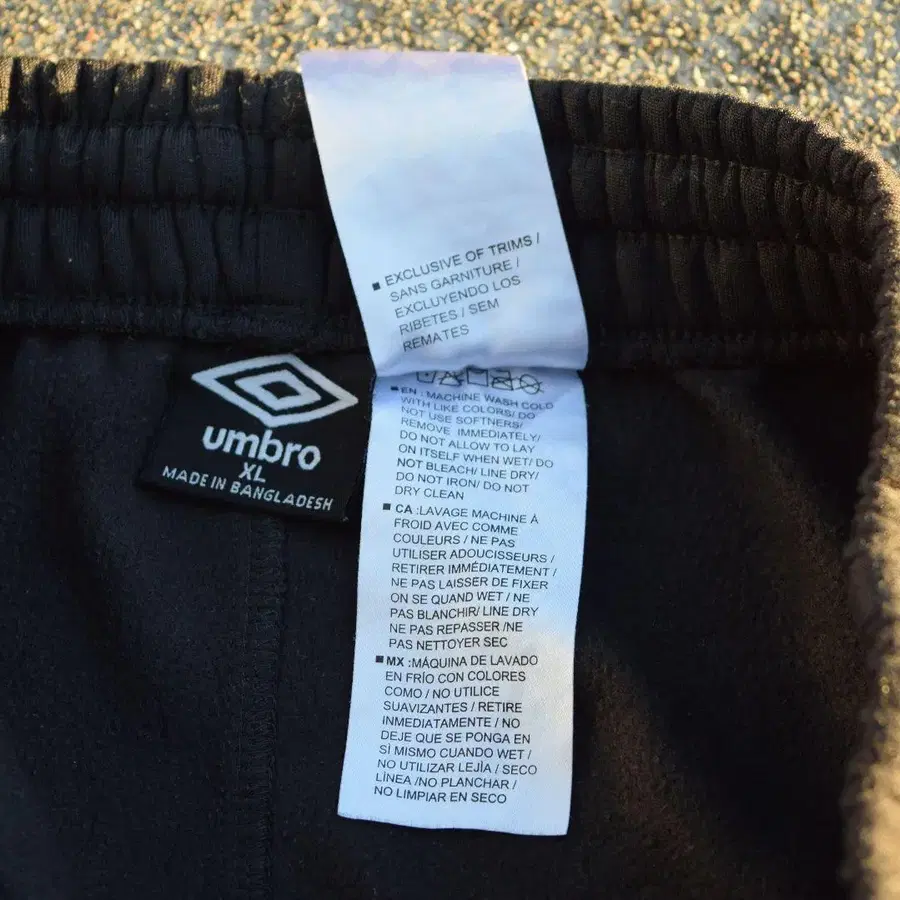 ■ EXCLUSIVE OF TRIMS /
SANS GARNITURE /
EXCLUYENDO LOS
RIBETES / SEM
REMATES
umbro
XL
MADE IN BANGLADESH
■ EN : MACHINE WASH COLD
WITH LIKE COLORS/ DO
NOT USE SOFTNERS/
REMOVE IMMEDIATELY/
DO NOT ALLOW TO LAY
ON ITSELF WHEN WET/ DO
NOT BLEACH/ LINE DRY/
DO NOT IRON/ DO NOT
DRY CLEAN
■ CA :LAVAGE MACHINE À
FROID AVEC COMME
COULEURS / NE PAS
UTILISER ADOUCISSEURS /
RETIRER IMMÉDIATEMENT /
NE PAS LAISSER DE FIXER
ON SE QUAND WET / NE
PAS BLANCHIR/ LINE DRY
NE PAS REPASSER /NE
PAS NETTOYER SEC
■ MX :MÁQUINA DE LAVADO
EN FRÍO CON COLORES
COMO / NO UTILICE
SUAVIZANTES / RETIRE
INMEDIATAMENTE / NO
DEJE QUE SE PONGA EN
SÍ MISMO CUANDO WET /
NO UTILIZAR LEJÍA / SECO
LÍNEA /NO PLANCHAR /
NO LIMPIAR EN SECO